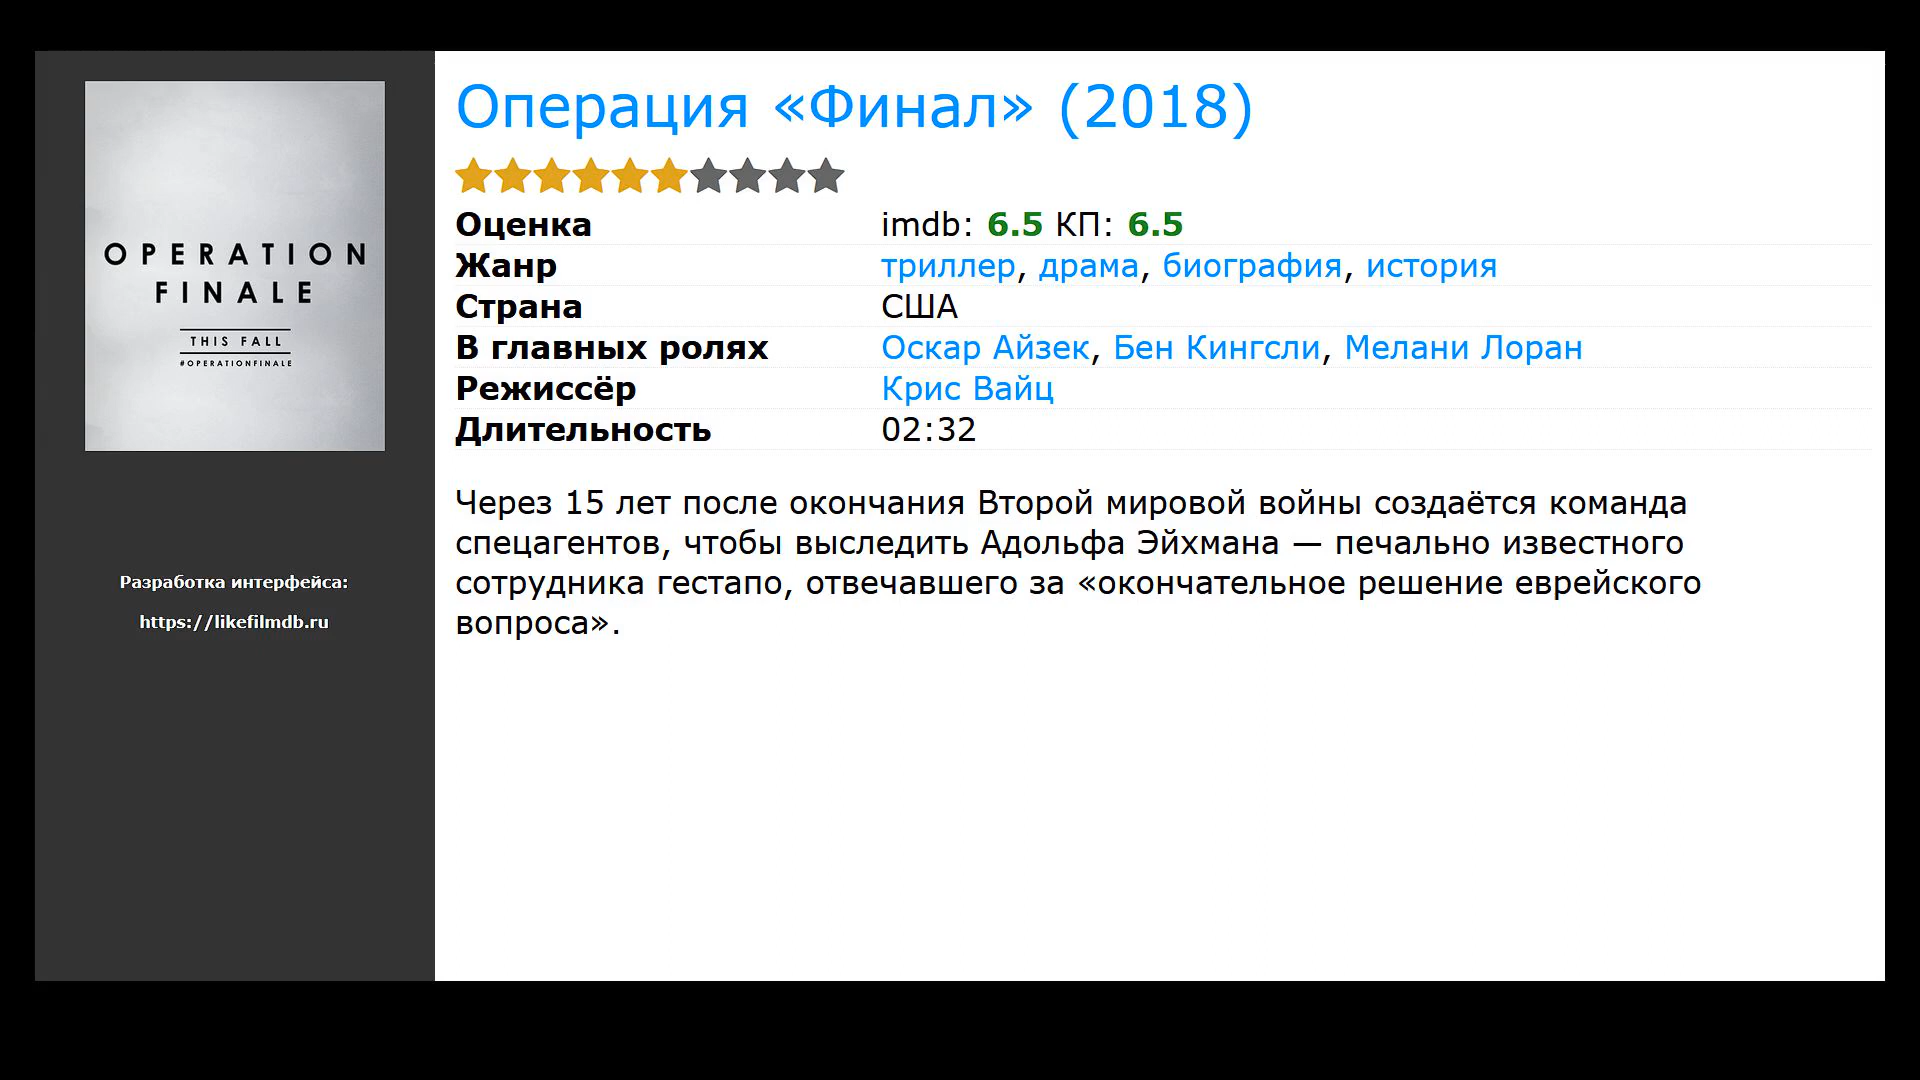 OPERATION
FINALE
THIS FALL
#OPERATIONFINALE
Разработка интерфейса:
https://likefilmdb.ru
Операция «Финал» (2018)
Оценка imdb: 6.5 КП: 6.5
Жанр триллер, драма, биография, история
Страна США
В главных ролях Оскар Айзек, Бен Кингсли, Мелани Лоран
Режиссёр Крис Вайц
Длительность 02:32
Через 15 лет после окончания Второй мировой войны создаётся команда
спецагентов, чтобы выследить Адольфа Эйхмана — печально известного
сотрудника гестапо, отвечавшего за «окончательное решение еврейского
вопроса».